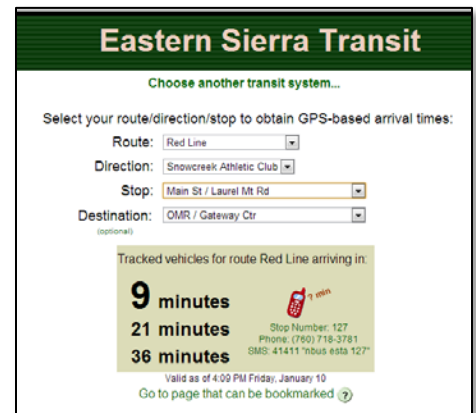 Eastern Sierra Transit
Choose another transit system...
Select your route/direction/stop to obtain GPS-based arrival times:
Route: Red Line
Direction: Snowcreek Athletic Club
Stop: Main St / Laurel Mt Rd
Destination: OMR / Gateway Ctr
(optional)
Tracked vehicles for route Red Line arriving in:
9 minutes
? min
21 minutes
Stop Number: 127
Phone: (760) 718-3781
36 minutes
SMS: 41411 "nbus esta 127"
Valid as of 4:09 PM Friday, January 10
Go to page that can be bookmarked ?